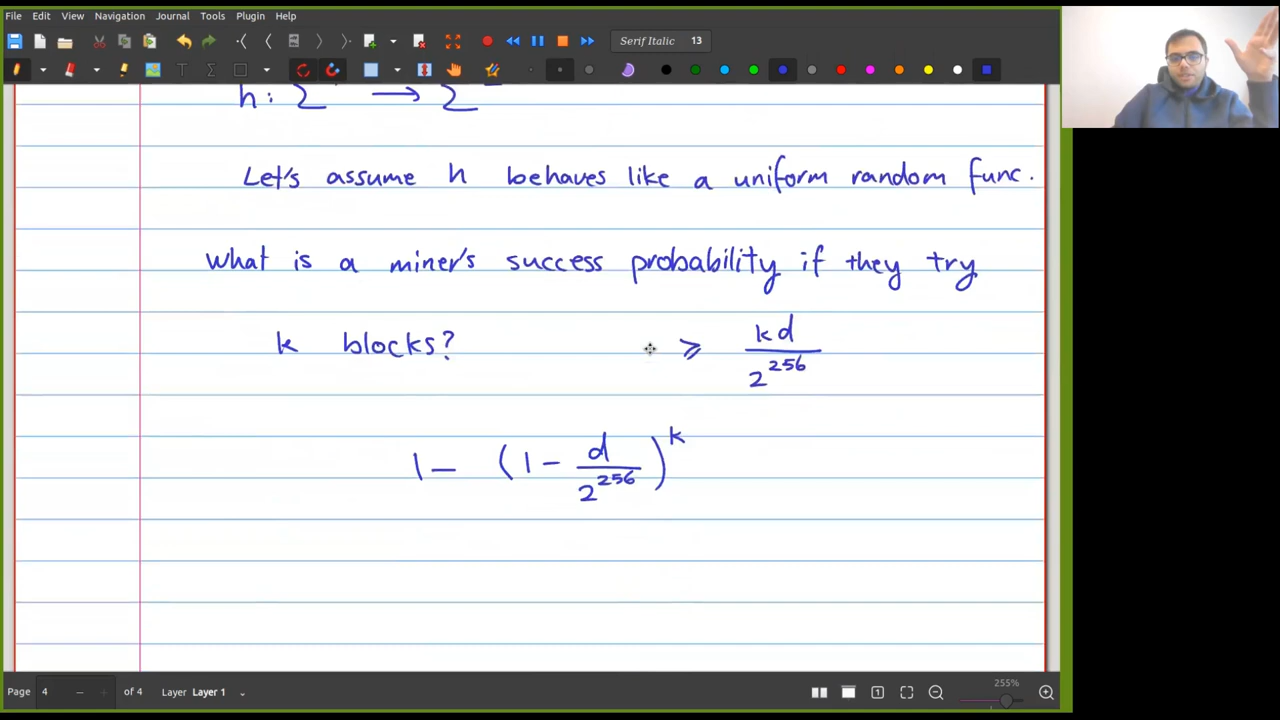 File Edit View Navigation Journal Tools Plugin Help
Serif Italic 13
h: Σ → Σ
Let's assume h behaves like a uniform random func.
What is a miner's success probability if they try
k blocks? ⩾ kd / 2^256
1 - (1 - d / 2^256)^k
Page 4 of 4 Layer Layer 1 255%